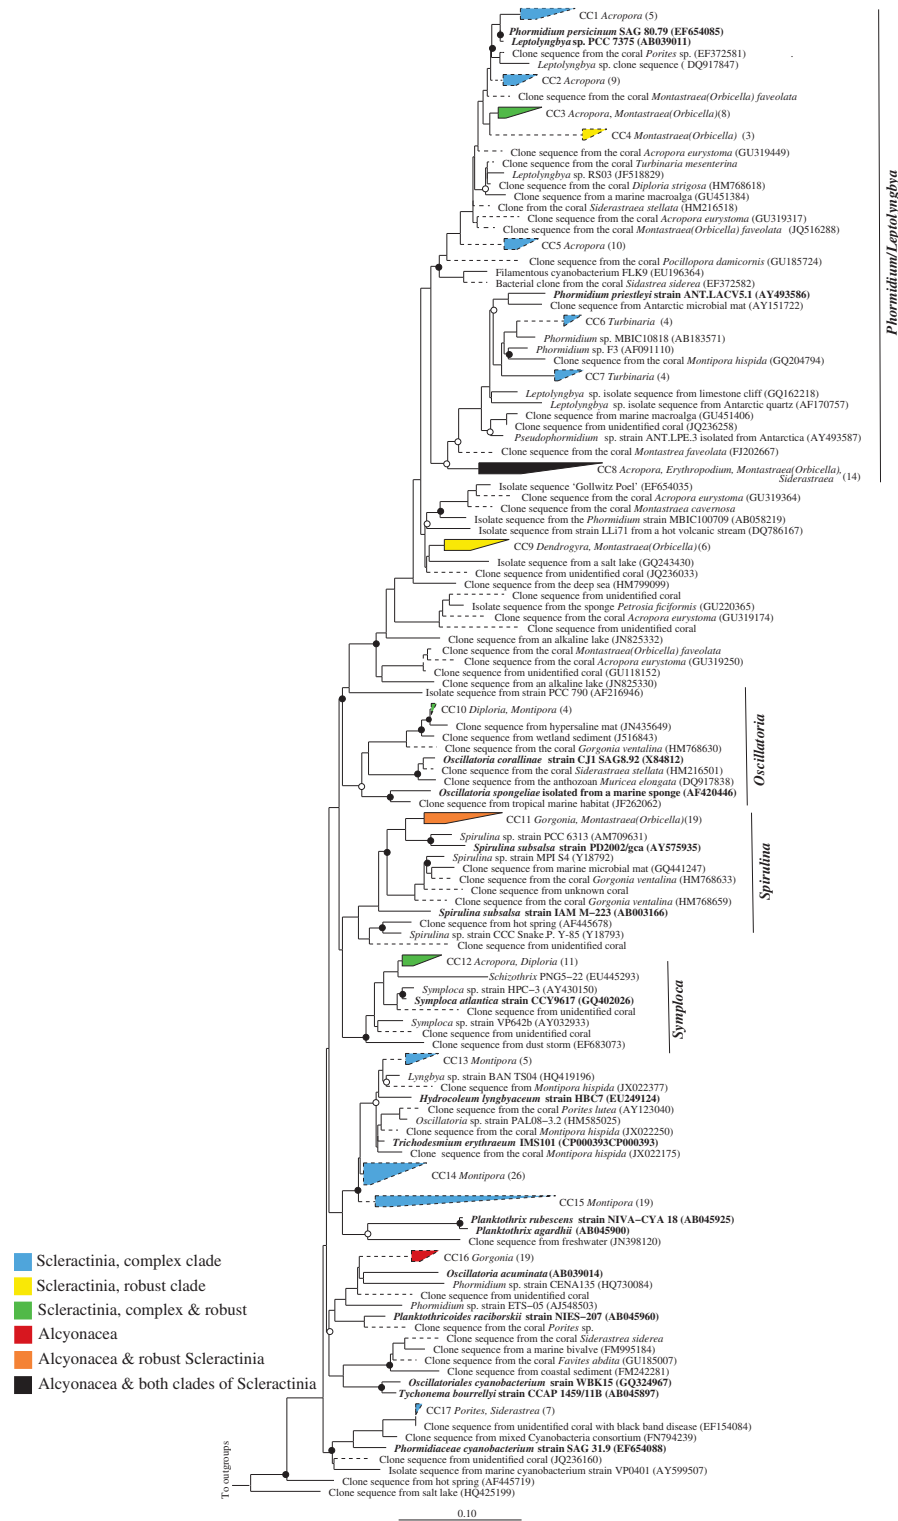 CC1 Acropora (5)
Phormidium persicinum SAG 80.79 (EF654085)
Leptolyngbya sp. PCC 7375 (AB039011)
Clone sequence from the coral Porites sp. (EF372581)
Leptolyngbya sp. clone sequence ( DQ917847)
CC2 Acropora (9)
Clone sequence from the coral Montastraea(Orbicella) faveolata
CC3 Acropora, Montastraea(Orbicella)(8)
CC4 Montastraea(Orbicella) (3)
Clone sequence from the coral Acropora eurystoma (GU319449)
Clone sequence from the coral Turbinaria mesenterina
Leptolyngbya sp. RS03 (JF518829)
Clone sequence from the coral Diploria strigosa (HM768618)
Clone sequence from a marine macroalga (GU451384)
Clone from the coral Siderastraea stellata (HM216518)
Clone sequence from the coral Acropora eurystoma (GU319317)
Clone sequence from the coral Montastraea(Orbicella) faveolata (JQ516288)
CC5 Acropora (10)
Clone sequence from the coral Pocillopora damicornis (GU185724)
Filamentous cyanobacterium FLK9 (EU196364)
Bacterial clone from the coral Sidastrea siderea (EF372582)
Phormidium priestleyi strain ANT.LACV5.1 (AY493586)
Clone sequence from Antarctic microbial mat (AY151722)
CC6 Turbinaria (4)
Phormidium sp. MBIC10818 (AB183571)
Phormidium sp. F3 (AF091110)
Clone sequence from the coral Montipora hispida (GQ204794)
CC7 Turbinaria (4)
Leptolyngbya sp. isolate sequence from limestone cliff (GQ162218)
Leptolyngbya sp. isolate sequence from Antarctic quartz (AF170757)
Clone sequence from marine macroalga (GU451406)
Clone sequence from unidentified coral (JQ236258)
Pseudophormidium sp. strain ANT.LPE.3 isolated from Antarctica (AY493587)
Clone sequence from the coral Montastrea faveolata (FJ202667)
CC8 Acropora, Erythropodium, Montastraea(Orbicella),
Siderastraea (14)
Phormidium/Leptolyngbya
Isolate sequence 'Gollwitz Poel' (EF654035)
Clone sequence from the coral Acropora eurystoma (GU319364)
Clone sequence from the coral Montastraea cavernosa
Isolate sequence from the Phormidium strain MBIC100709 (AB058219)
Isolate sequence from strain LLi71 from a hot volcanic stream (DQ786167)
CC9 Dendrogyra, Montastraea(Orbicella)(6)
Isolate sequence from a salt lake (GQ243430)
Clone sequence from unidentified coral (JQ236033)
Clone sequence from the deep sea (HM799099)
Clone sequence from unidentified coral
Isolate sequence from the sponge Petrosia ficiformis (GU220365)
Clone sequence from the coral Acropora eurystoma (GU319174)
Clone sequence from unidentified coral
Clone sequence from an alkaline lake (JN825332)
Clone sequence from the coral Montastraea(Orbicella) faveolata
Clone sequence from the coral Acropora eurystoma (GU319250)
Clone sequence from unidentified coral (GU118152)
Clone sequence from an alkaline lake (JN825330)
Isolate sequence from strain PCC 790 (AF216946)
CC10 Diploria, Montipora (4)
Clone sequence from hypersaline mat (JN435649)
Clone sequence from wetland sediment (J516843)
Clone sequence from the coral Gorgonia ventalina (HM768630)
Oscillatoria corallinae strain CJ1 SAG8.92 (X84812)
Clone sequence from the coral Siderastraea stellata (HM216501)
Clone sequence from the anthozoan Muricea elongata (DQ917838)
Oscillatoria spongeliae isolated from a marine sponge (AF420446)
Clone sequence from tropical marine habitat (JF262062)
Oscillatoria
CC11 Gorgonia, Montastraea(Orbicella)(19)
Spirulina sp. strain PCC 6313 (AM709631)
Spirulina subsalsa strain PD2002/gca (AY575935)
Spirulina sp. strain MPI S4 (Y18792)
Clone sequence from marine microbial mat (GQ441247)
Clone sequence from the coral Gorgonia ventalina (HM768633)
Clone sequence from unknown coral
Clone sequence from the coral Gorgonia ventalina (HM768659)
Spirulina subsalsa strain IAM M−223 (AB003166)
Clone sequence from hot spring (AF445678)
Spirulina sp. strain CCC Snake.P. Y-85 (Y18793)
Clone sequence from unidentified coral
Spirulina
CC12 Acropora, Diploria (11)
Schizothrix PNG5−22 (EU445293)
Symploca sp. strain HPC−3 (AY430150)
Symploca atlantica strain CCY9617 (GQ402026)
Clone sequence from unidentified coral
Symploca sp. strain VP642b (AY032933)
Clone sequence from unidentified coral
Clone sequence from dust storm (EF683073)
Symploca
CC13 Montipora (5)
Lyngbya sp. strain BAN TS04 (HQ419196)
Clone sequence from Montipora hispida (JX022377)
Hydrocoleum lyngbyaceum strain HBC7 (EU249124)
Clone sequence from the coral Porites lutea (AY123040)
Oscillatoria sp. strain PAL08−3.2 (HM585025)
Clone sequence from the coral Montipora hispida (JX022250)
Trichodesmium erythraeum IMS101 (CP000393CP000393)
Clone sequence from the coral Montipora hispida (JX022175)
CC14 Montipora (26)
CC15 Montipora (19)
Planktothrix rubescens strain NIVA−CYA 18 (AB045925)
Planktothrix agardhii (AB045900)
Clone sequence from freshwater (JN398120)
CC16 Gorgonia (19)
Oscillatoria acuminata (AB039014)
Phormidium sp. strain CENA135 (HQ730084)
Clone sequence from unidentified coral
Phormidium sp. strain ETS−05 (AJ548503)
Planktothricoides raciborskii strain NIES−207 (AB045960)
Clone sequence from the coral Porites sp.
Clone sequence from the coral Siderastrea siderea
Clone sequence from a marine bivalve (FM995184)
Clone sequence from the coral Favites abdita (GU185007)
Clone sequence from coastal sediment (FM242281)
Oscillatoriales cyanobacterium srain WBK15 (GQ324967)
Tychonema bourrellyi strain CCAP 1459/11B (AB045897)
CC17 Porites, Siderastrea (7)
Clone sequence from unidentified coral with black band disease (EF154084)
Clone sequence from mixed Cyanobacteria consortium (FN794239)
Phormidiaceae cyanobacterium strain SAG 31.9 (EF654088)
Clone sequence from unidentified coral (JQ236160)
Isolate sequence from marine cyanobacterium strain VP0401 (AY599507)
Clone sequence from hot spring (AF445719)
Clone sequence from salt lake (HQ425199)
To outgroups
0.10
Scleractinia, complex clade
Scleractinia, robust clade
Scleractinia, complex & robust
Alcyonacea
Alcyonacea & robust Scleractinia
Alcyonacea & both clades of Scleractinia